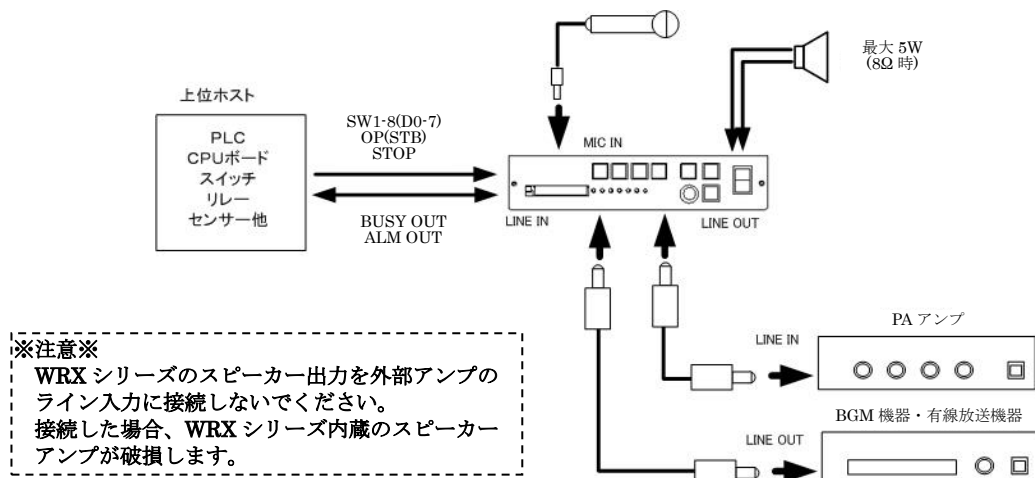 最大 5W
(8Ω 時)
上位ホスト
PLC
CPUボード
スイッチ
リレー
センサー他
SW1-8(D0-7)
OP(STB)
STOP
BUSY OUT
ALM OUT
MIC IN
LINE IN
LINE OUT
PA アンプ
LINE IN
BGM 機器・有線放送機器
LINE OUT
※注意※
WRX シリーズのスピーカー出力を外部アンプの
ライン入力に接続しないでください。
接続した場合、WRX シリーズ内蔵のスピーカー
アンプが破損します。